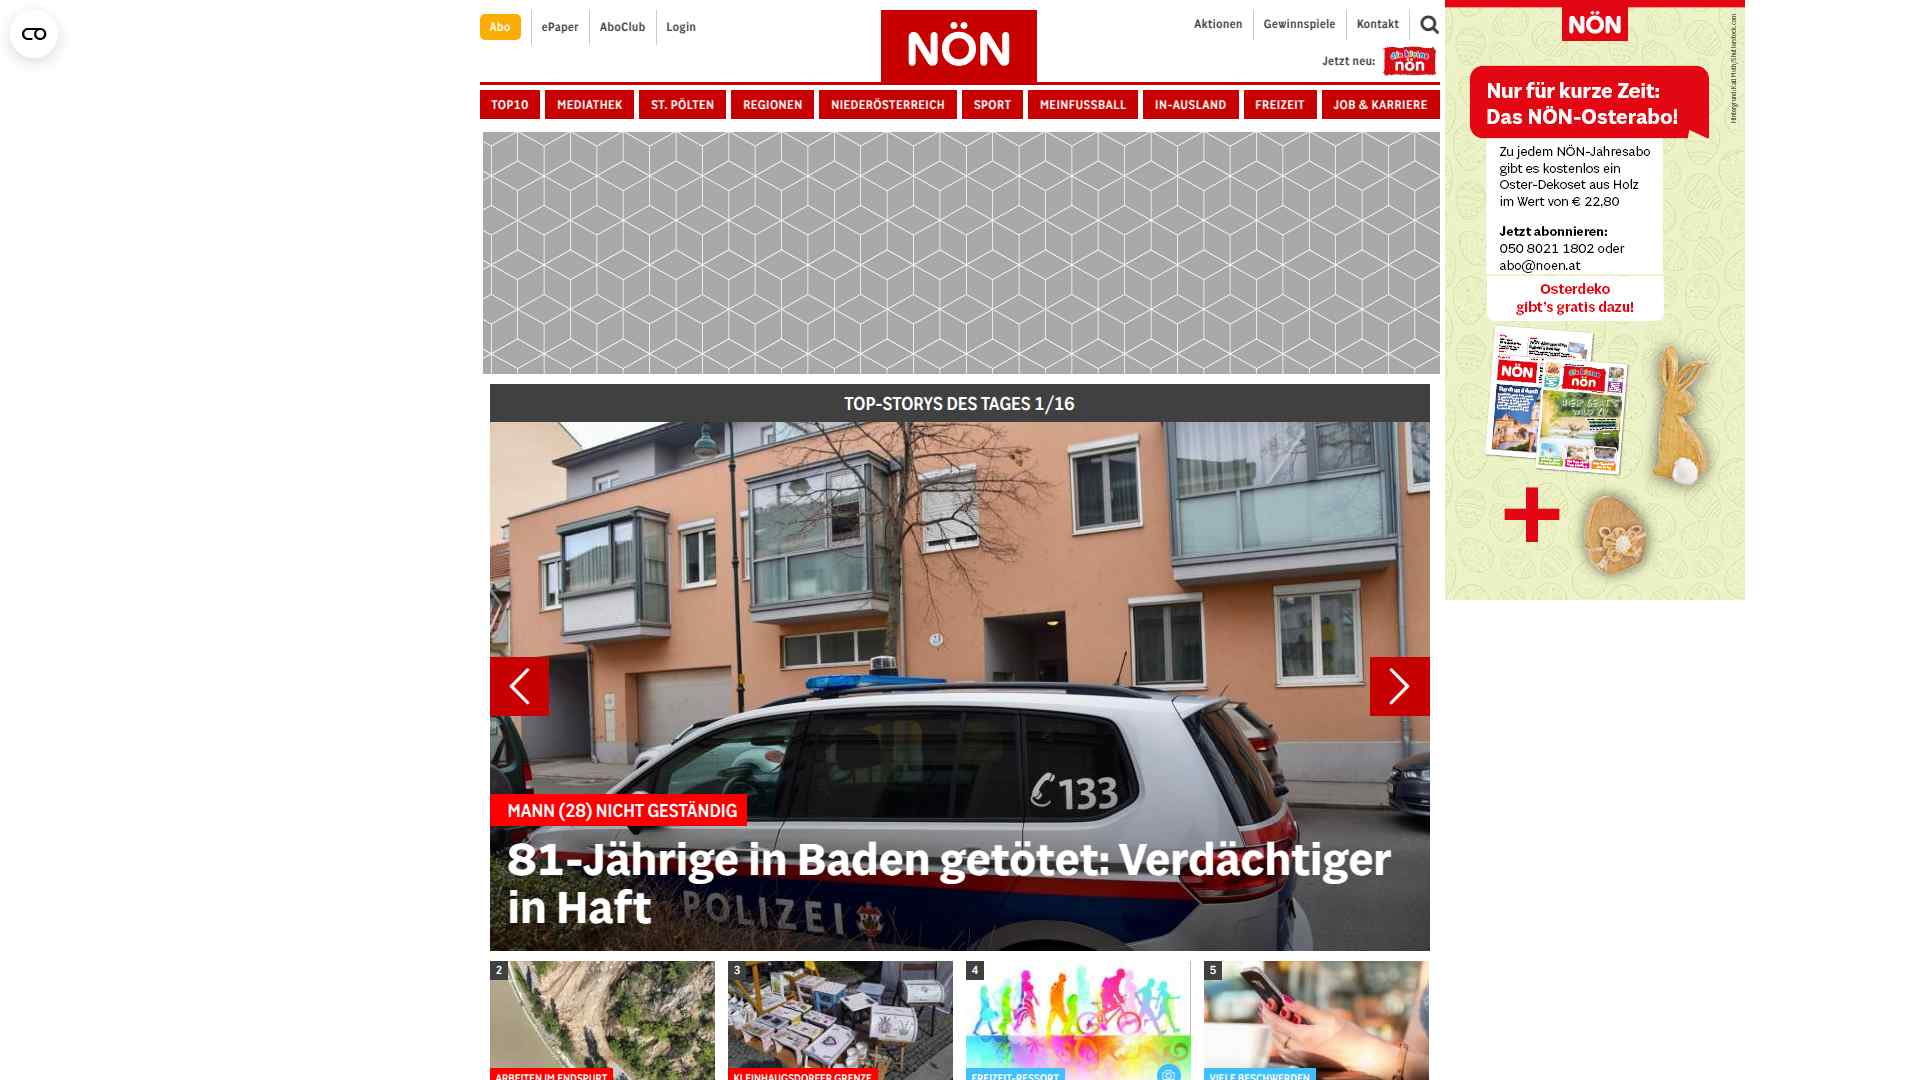 Abo
ePaper
AboClub
Login
NÖN
Aktionen
Gewinnspiele
Kontakt
Jetzt neu:
die kleine
nön
TOP10
MEDIATHEK
ST. PÖLTEN
REGIONEN
NIEDERÖSTERREICH
SPORT
MEINFUSSBALL
IN-AUSLAND
FREIZEIT
JOB & KARRIERE
TOP-STORYS DES TAGES 1/16
133
MANN (28) NICHT GESTÄNDIG
81-Jährige in Baden getötet: Verdächtiger
in Haft
POLIZEI
2
ARBEITEN IM ENDSPURT
3
KLEINHAUGSDORFER GRENZE
4
FREIZEIT-RESSORT
5
VIELE BESCHWERDEN
NÖN
Nur für kurze Zeit:
Das NÖN-Osterabo!
Zu jedem NÖN-Jahresabo
gibt es kostenlos ein
Oster-Dekoset aus Holz
im Wert von € 22,80
Jetzt abonnieren:
050 8021 1802 oder
abo@noen.at
Osterdeko
gibt's gratis dazu!
NÖN
nön